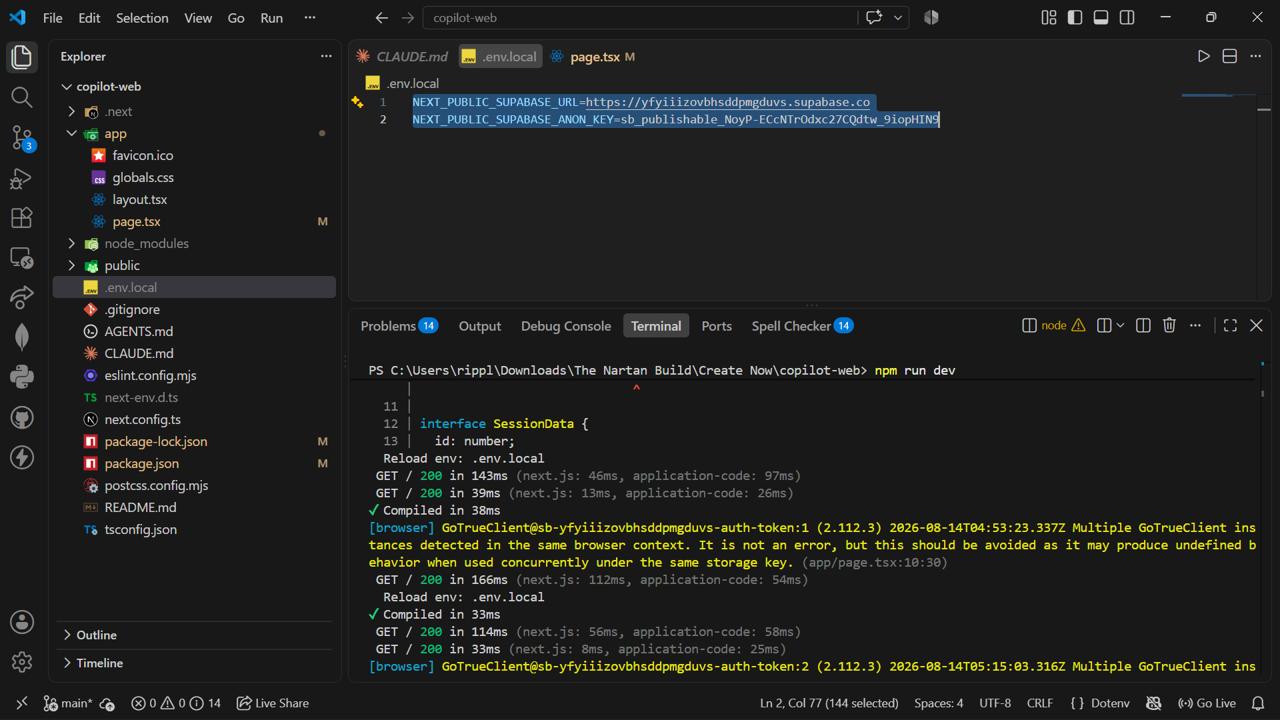 File Edit Selection View Go Run ···
copilot-web
Explorer
copilot-web
.next
app
favicon.ico
globals.css
layout.tsx
page.tsx M
node_modules
public
.env.local
.gitignore
AGENTS.md
CLAUDE.md
eslint.config.mjs
next-env.d.ts
next.config.ts
package-lock.json M
package.json M
postcss.config.mjs
README.md
tsconfig.json
Outline
Timeline
3
CLAUDE.md .env.local page.tsx M
.env.local
1 NEXT_PUBLIC_SUPABASE_URL=https://yfyiiizovbhsddpmgduvs.supabase.co
2 NEXT_PUBLIC_SUPABASE_ANON_KEY=sb_publishable_NoyP-ECcNTrOdxc27CQdtw_9iopHIN9
Problems 14 Output Debug Console Terminal Ports Spell Checker 14
node
PS C:\Users\rippl\Downloads\The Nartan Build\Create Now\copilot-web> npm run dev
| ^
11 |
12 | interface SessionData {
13 | id: number;
Reload env: .env.local
GET / 200 in 143ms (next.js: 46ms, application-code: 97ms)
GET / 200 in 39ms (next.js: 13ms, application-code: 26ms)
✓ Compiled in 38ms
[browser] GoTrueClient@sb-yfyiiizovbhsddpmgduvs-auth-token:1 (2.112.3) 2026-08-14T04:53:23.337Z Multiple GoTrueClient ins
tances detected in the same browser context. It is not an error, but this should be avoided as it may produce undefined b
ehavior when used concurrently under the same storage key. (app/page.tsx:10:30)
GET / 200 in 166ms (next.js: 112ms, application-code: 54ms)
Reload env: .env.local
✓ Compiled in 33ms
GET / 200 in 114ms (next.js: 56ms, application-code: 58ms)
GET / 200 in 33ms (next.js: 8ms, application-code: 25ms)
[browser] GoTrueClient@sb-yfyiiizovbhsddpmgduvs-auth-token:2 (2.112.3) 2026-08-14T05:15:03.316Z Multiple GoTrueClient ins
main* 0 0 14 Live Share Ln 2, Col 77 (144 selected) Spaces: 4 UTF-8 CRLF { } Dotenv Go Live